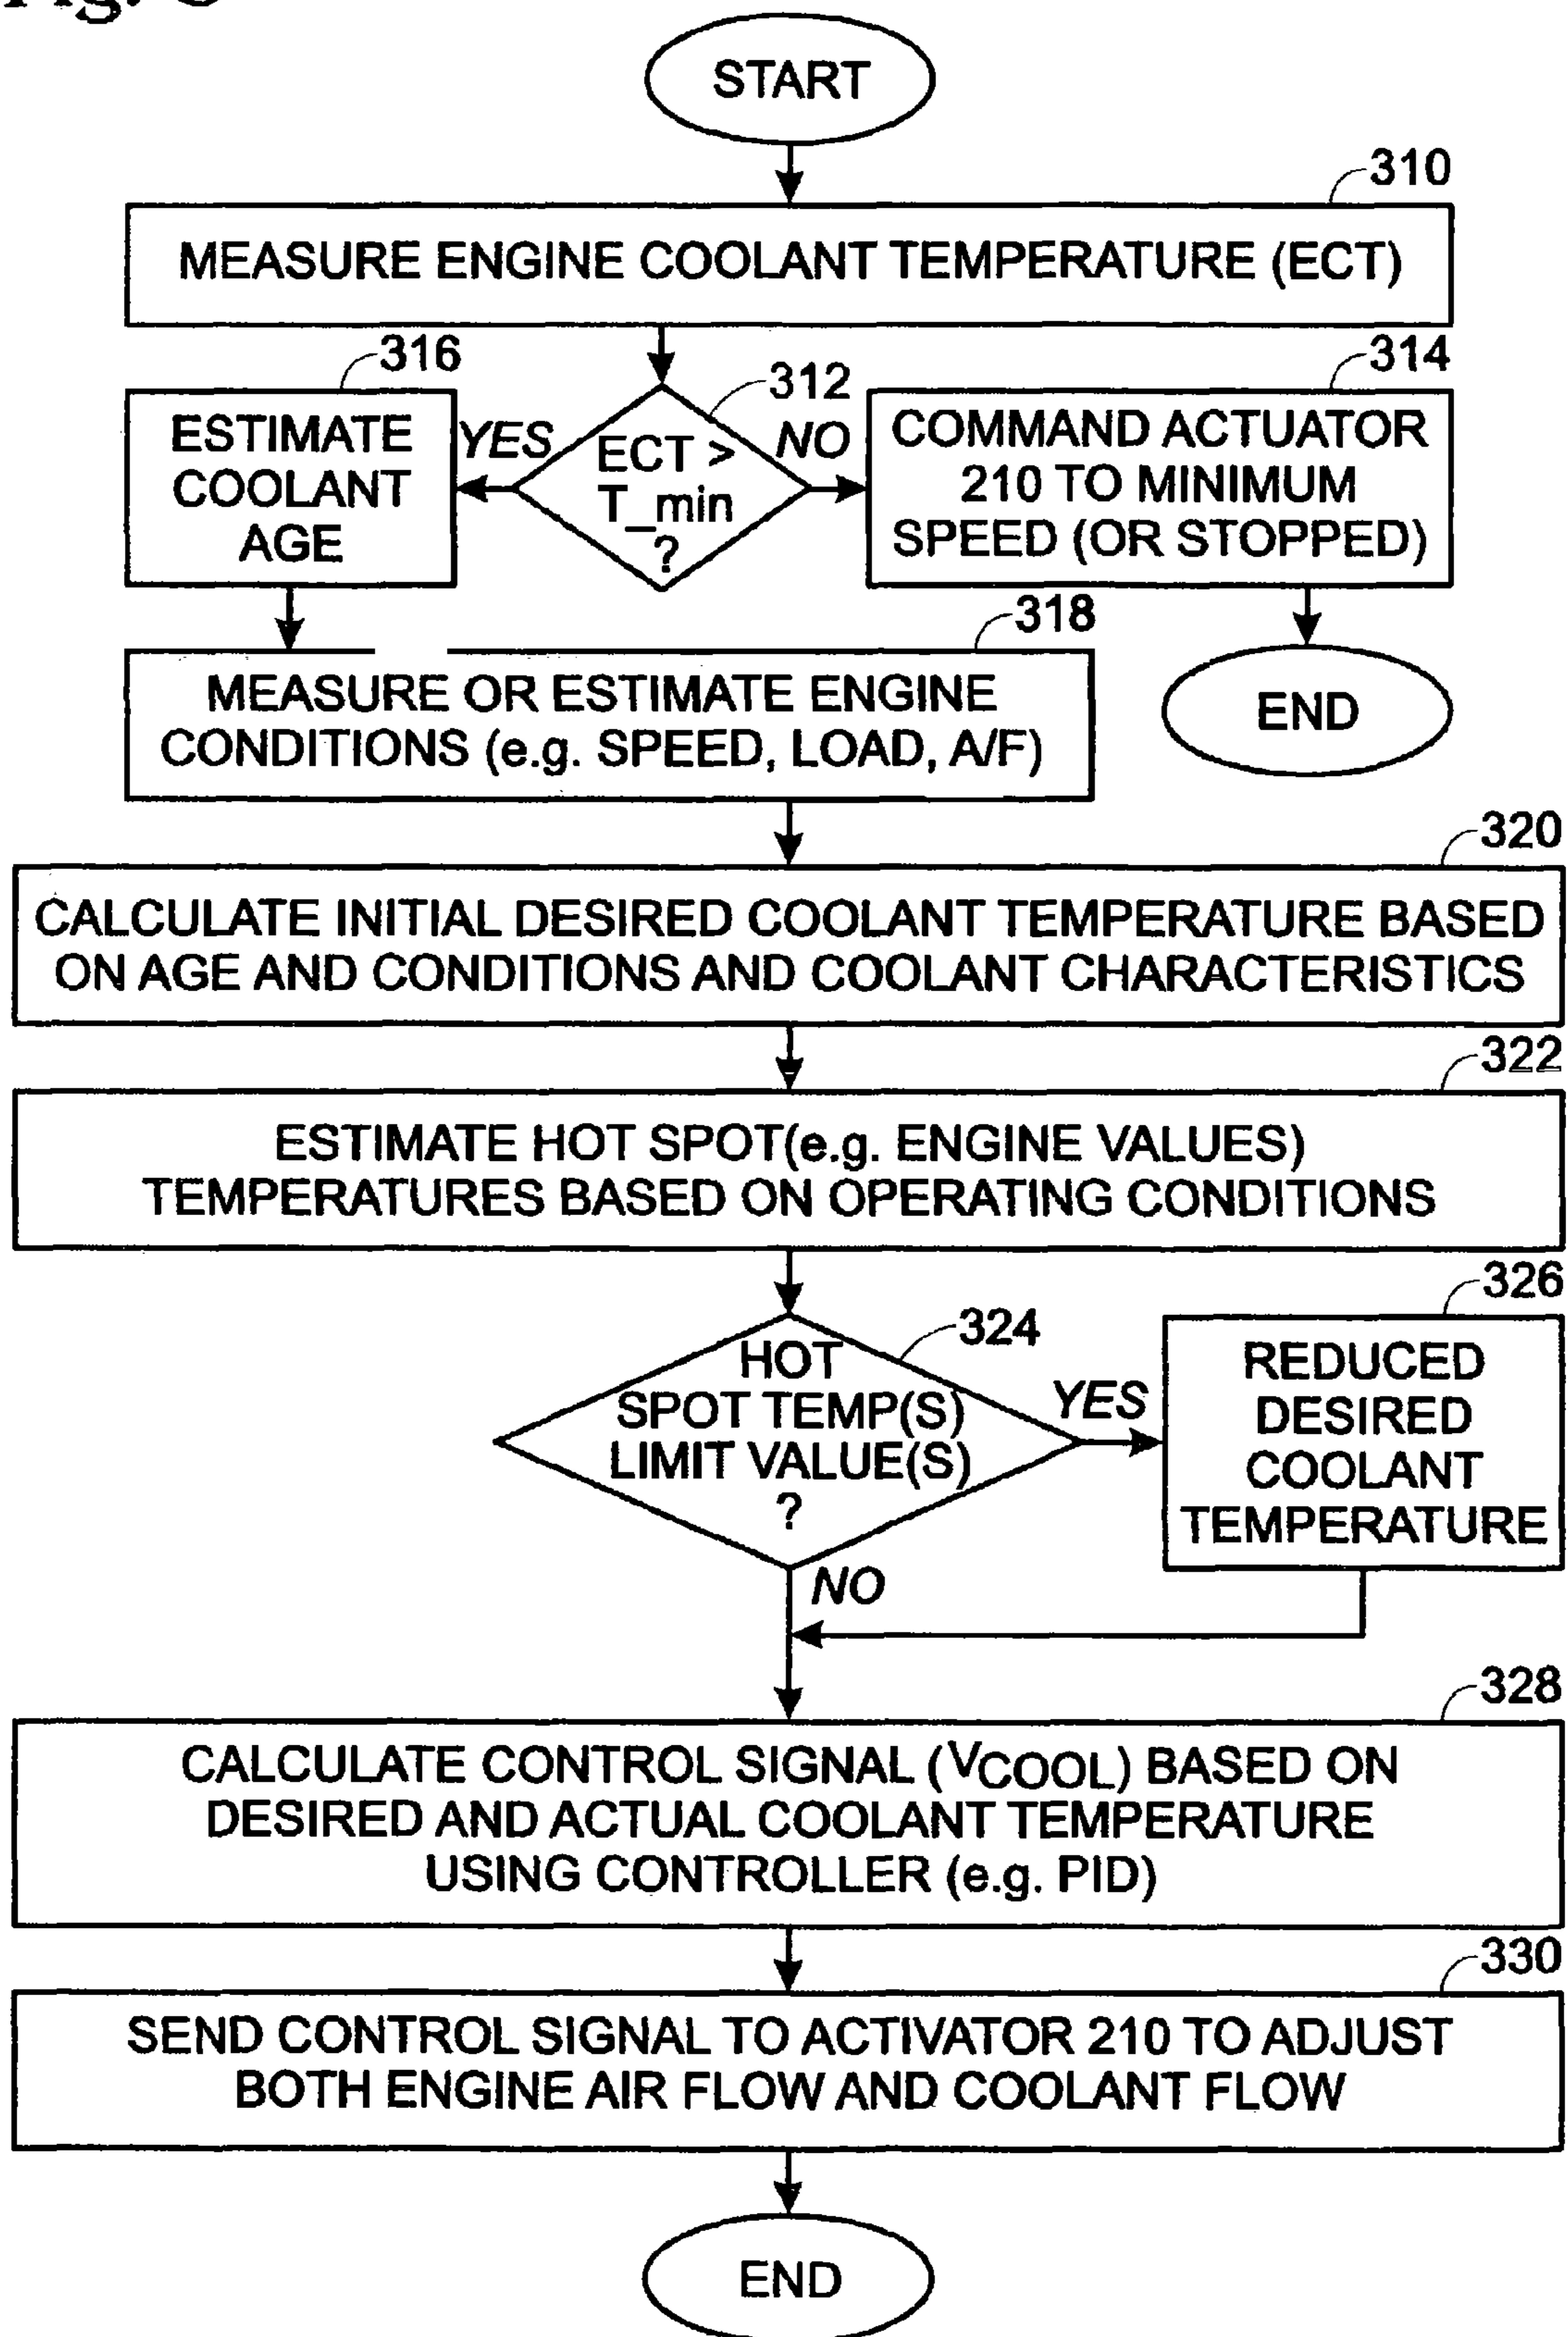 START
310
MEASURE ENGINE COOLANT TEMPERATURE (ECT)
316
312
314
ESTIMATE
COOLANT
AGE
YES
ECT >
T_min
?
NO
COMMAND ACTUATOR
210 TO MINIMUM
SPEED (OR STOPPED)
318
MEASURE OR ESTIMATE ENGINE
CONDITIONS (e.g. SPEED, LOAD, A/F)
END
320
CALCULATE INITIAL DESIRED COOLANT TEMPERATURE BASED
ON AGE AND CONDITIONS AND COOLANT CHARACTERISTICS
322
ESTIMATE HOT SPOT(e.g. ENGINE VALUES)
TEMPERATURES BASED ON OPERATING CONDITIONS
324
326
HOT
SPOT TEMP(S)
LIMIT VALUE(S)
?
YES
REDUCED
DESIRED
COOLANT
TEMPERATURE
NO
328
CALCULATE CONTROL SIGNAL (VCOOL) BASED ON
DESIRED AND ACTUAL COOLANT TEMPERATURE
USING CONTROLLER (e.g. PID)
330
SEND CONTROL SIGNAL TO ACTIVATOR 210 TO ADJUST
BOTH ENGINE AIR FLOW AND COOLANT FLOW
END